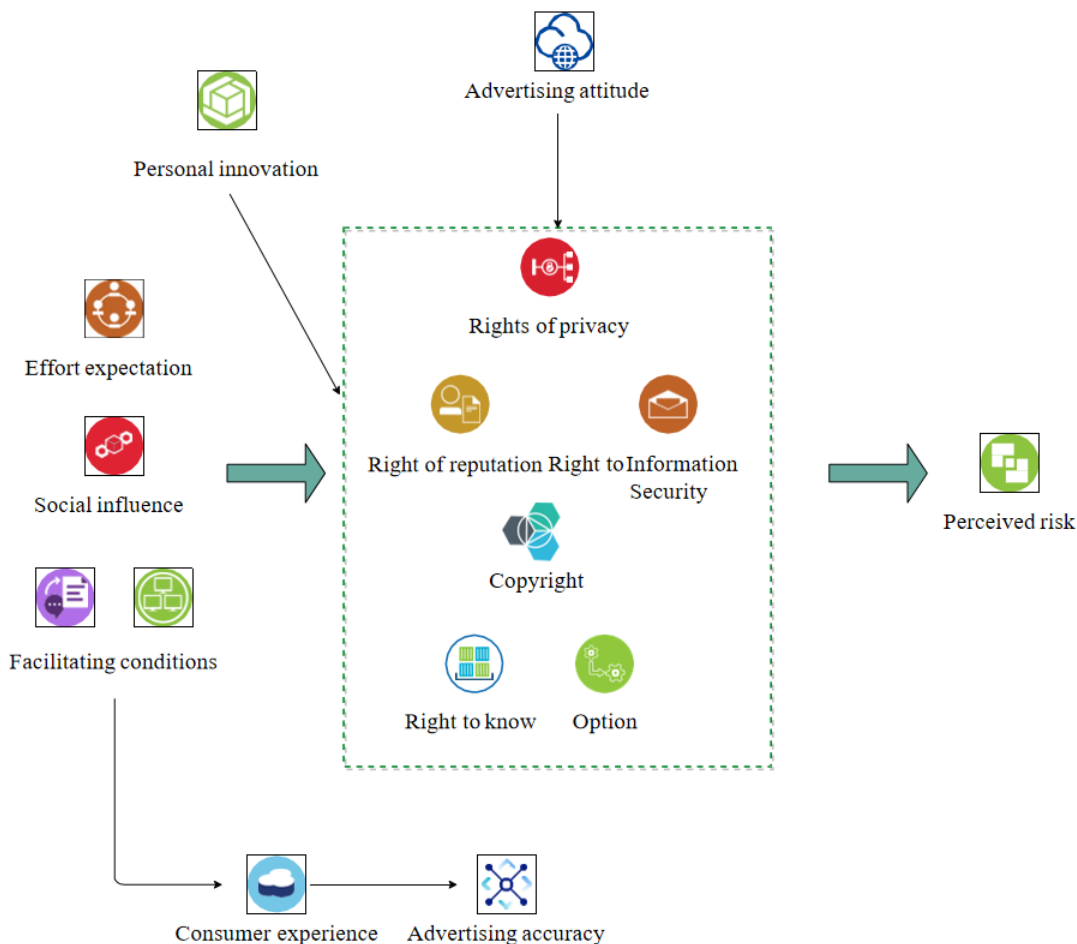 Advertising attitude
Personal innovation
Rights of privacy
Effort expectation
Right of reputation
Right to Information
Security
Social influence
Perceived risk
Copyright
Facilitating conditions
Right to know
Option
Consumer experience
Advertising accuracy